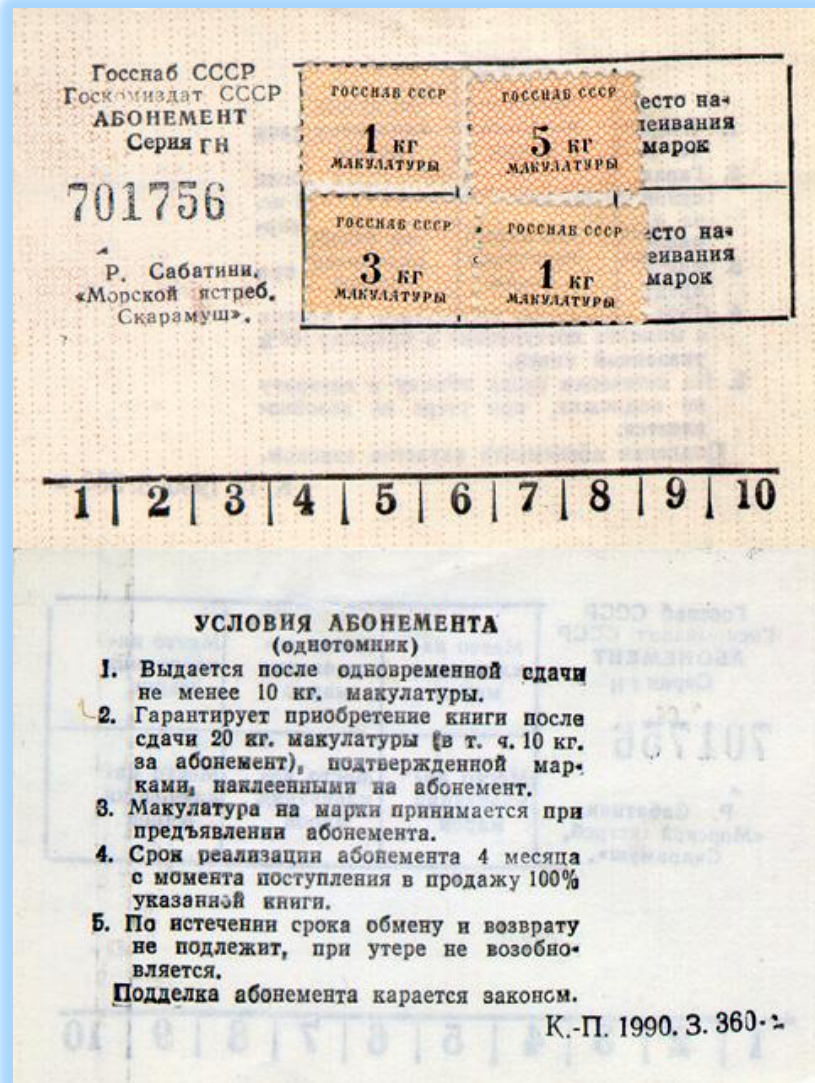 Госснаб СССР
Госкомиздат СССР
АБОНЕМЕНТ
Серия ГН
701756
Р. Сабатини.
«Морской ястреб.
Скарамуш».
ГОССНАБ СССР
1 кг
МАКУЛАТУРЫ
ГОССНАБ СССР
5 кг
МАКУЛАТУРЫ
есто на-
леивания
марок
ГОССНАБ СССР
3 кг
МАКУЛАТУРЫ
ГОССНАБ СССР
1 кг
МАКУЛАТУРЫ
есто на-
еивания
марок
1 | 2 | 3 | 4 | 5 | 6 | 7 | 8 | 9 | 10
УСЛОВИЯ АБОНЕМЕНТА
(однотомник)
1. Выдается после одновременной сдачи
не менее 10 кг. макулатуры.
2. Гарантирует приобретение книги после
сдачи 20 кг. макулатуры (в т. ч. 10 кг.
за абонемент), подтвержденной мар-
ками, наклеенными на абонемент.
3. Макулатура на марки принимается при
предъявлении абонемента.
4. Срок реализации абонемента 4 месяца
с момента поступления в продажу 100%
указанной книги.
5. По истечении срока обмену и возврату
не подлежит, при утере не возобно-
вляется.
Подделка абонемента карается законом.
К.-П. 1990. З. 360-